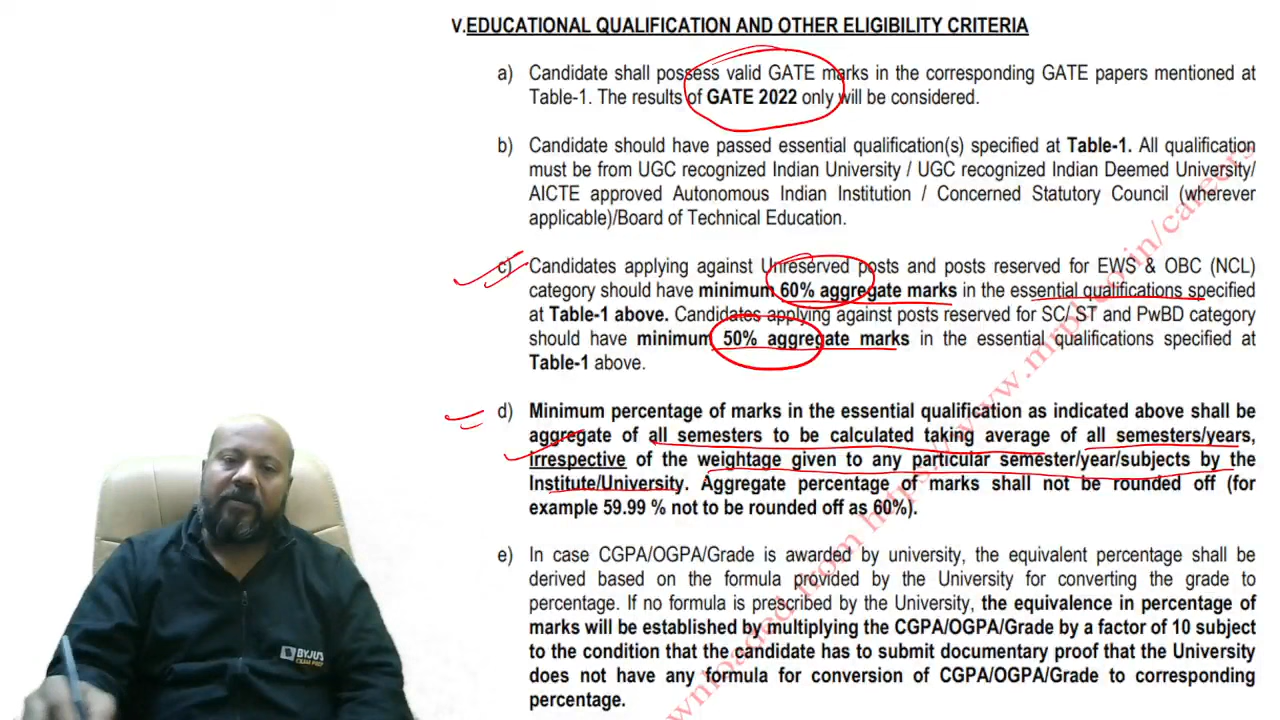 V.EDUCATIONAL QUALIFICATION AND OTHER ELIGIBILITY CRITERIA
a) Candidate shall possess valid GATE marks in the corresponding GATE papers mentioned at
Table-1. The results of GATE 2022 only will be considered.
b) Candidate should have passed essential qualification(s) specified at Table-1. All qualification
must be from UGC recognized Indian University / UGC recognized Indian Deemed University/
AICTE approved Autonomous Indian Institution / Concerned Statutory Council (wherever
applicable)/Board of Technical Education.
c) Candidates applying against Unreserved posts and posts reserved for EWS & OBC (NCL)
category should have minimum 60% aggregate marks in the essential qualifications specified
at Table-1 above. Candidates applying against posts reserved for SC/ ST and PwBD category
should have minimum 50% aggregate marks in the essential qualifications specified at
Table-1 above.
d) Minimum percentage of marks in the essential qualification as indicated above shall be
aggregate of all semesters to be calculated taking average of all semesters/years,
Irrespective of the weightage given to any particular semester/year/subjects by the
Institute/University. Aggregate percentage of marks shall not be rounded off (for
example 59.99 % not to be rounded off as 60%).
e) In case CGPA/OGPA/Grade is awarded by university, the equivalent percentage shall be
derived based on the formula provided by the University for converting the grade to
percentage. If no formula is prescribed by the University, the equivalence in percentage of
marks will be established by multiplying the CGPA/OGPA/Grade by a factor of 10 subject
to the condition that the candidate has to submit documentary proof that the University
does not have any formula for conversion of CGPA/OGPA/Grade to corresponding
percentage.
BYJU'S
EXAM PREP